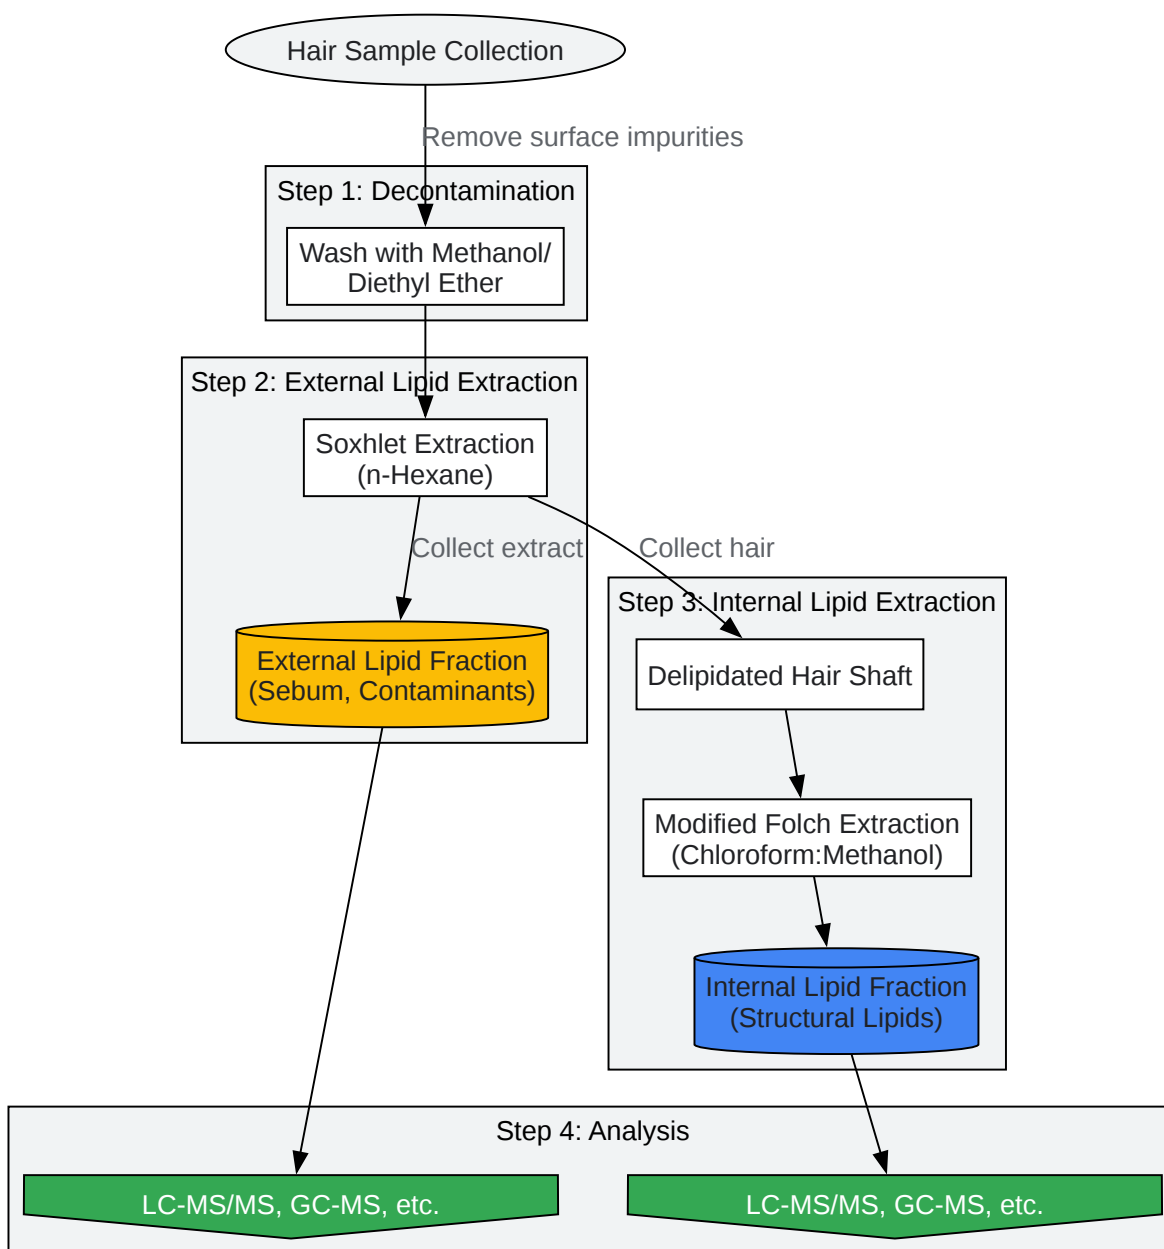 Hair Sample Collection
Remove surface impurities
Step 1: Decontamination
Wash with Methanol/
Diethyl Ether
Step 2: External Lipid Extraction
Soxhlet Extraction
(n-Hexane)
Collect extract
Collect hair
Step 3: Internal Lipid Extraction
External Lipid Fraction
(Sebum, Contaminants)
Delipidated Hair Shaft
Modified Folch Extraction
(Chloroform:Methanol)
Internal Lipid Fraction
(Structural Lipids)
Step 4: Analysis
LC-MS/MS, GC-MS, etc.
LC-MS/MS, GC-MS, etc.